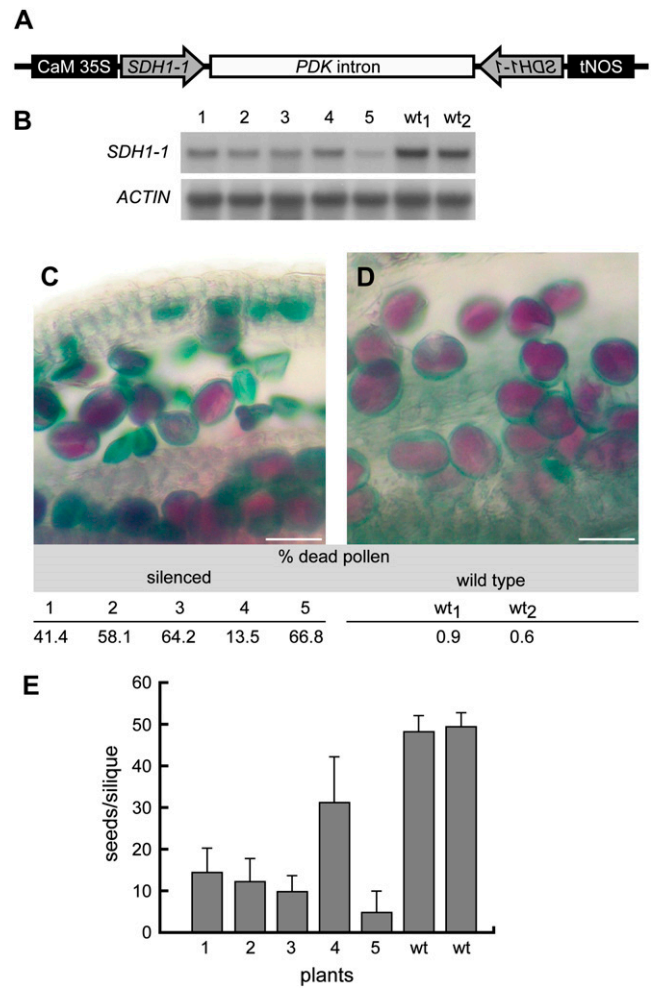 A
CaM 35S SDH1-1 PDK intron SDH1-1 tNOS
B
1 2 3 4 5 wt1 wt2
SDH1-1
ACTIN
C D
% dead pollen
silenced wild type
1 2 3 4 5 wt1 wt2
41.4 58.1 64.2 13.5 66.8 0.9 0.6
E
60
50
40
30
20
10
0
seeds/silique
1 2 3 4 5 wt wt
plants